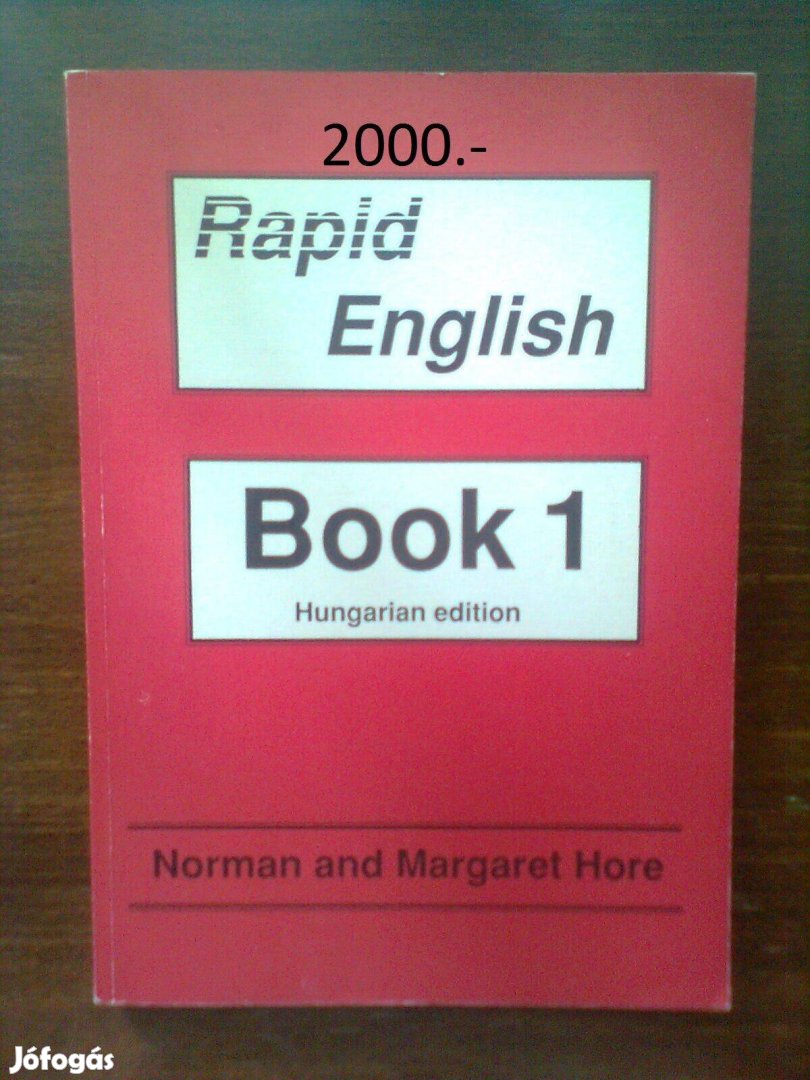 2000.-
Rapid
English
Book 1
Hungarian edition
Norman and Margaret Hore
Jófogás